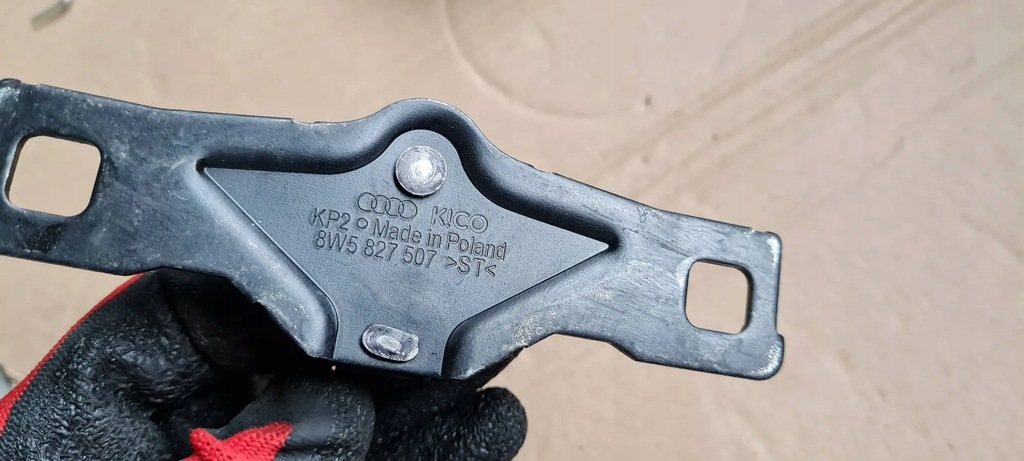 KICO
KP2 Made in Poland
8W5 827 507 >ST<